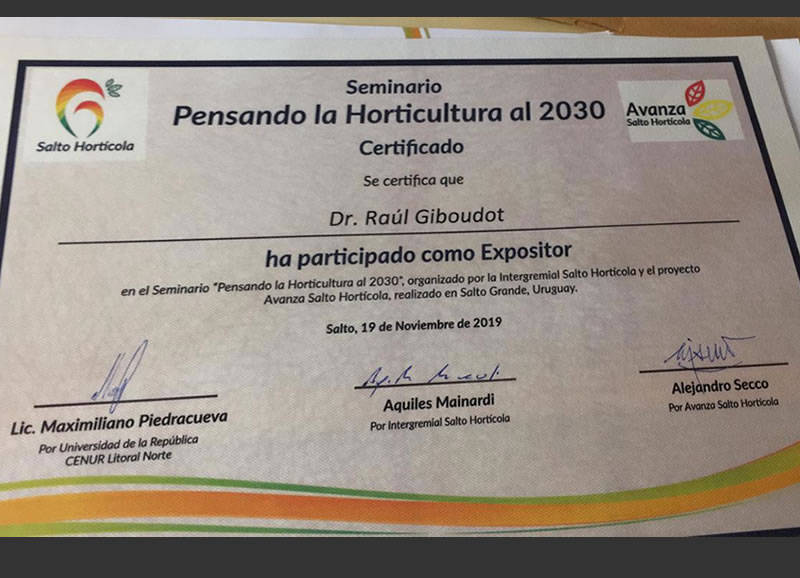 Salto Hortícola
Seminario
Pensando la Horticultura al 2030
Avanza
Salto Hortícola
Certificado
Se certifica que
Dr. Raúl Giboudot
ha participado como Expositor
en el Seminario "Pensando la Horticultura al 2030", organizado por la Intergremial Salto Hortícola y el proyecto
Avanza Salto Hortícola, realizado en Salto Grande, Uruguay.
Salto, 19 de Noviembre de 2019
Lic. Maximiliano Piedracueva
Por Universidad de la República
CENUR Litoral Norte
Aquiles Mainardi
Por Intergremial Salto Hortícola
Alejandro Secco
Por Avanza Salto Hortícola